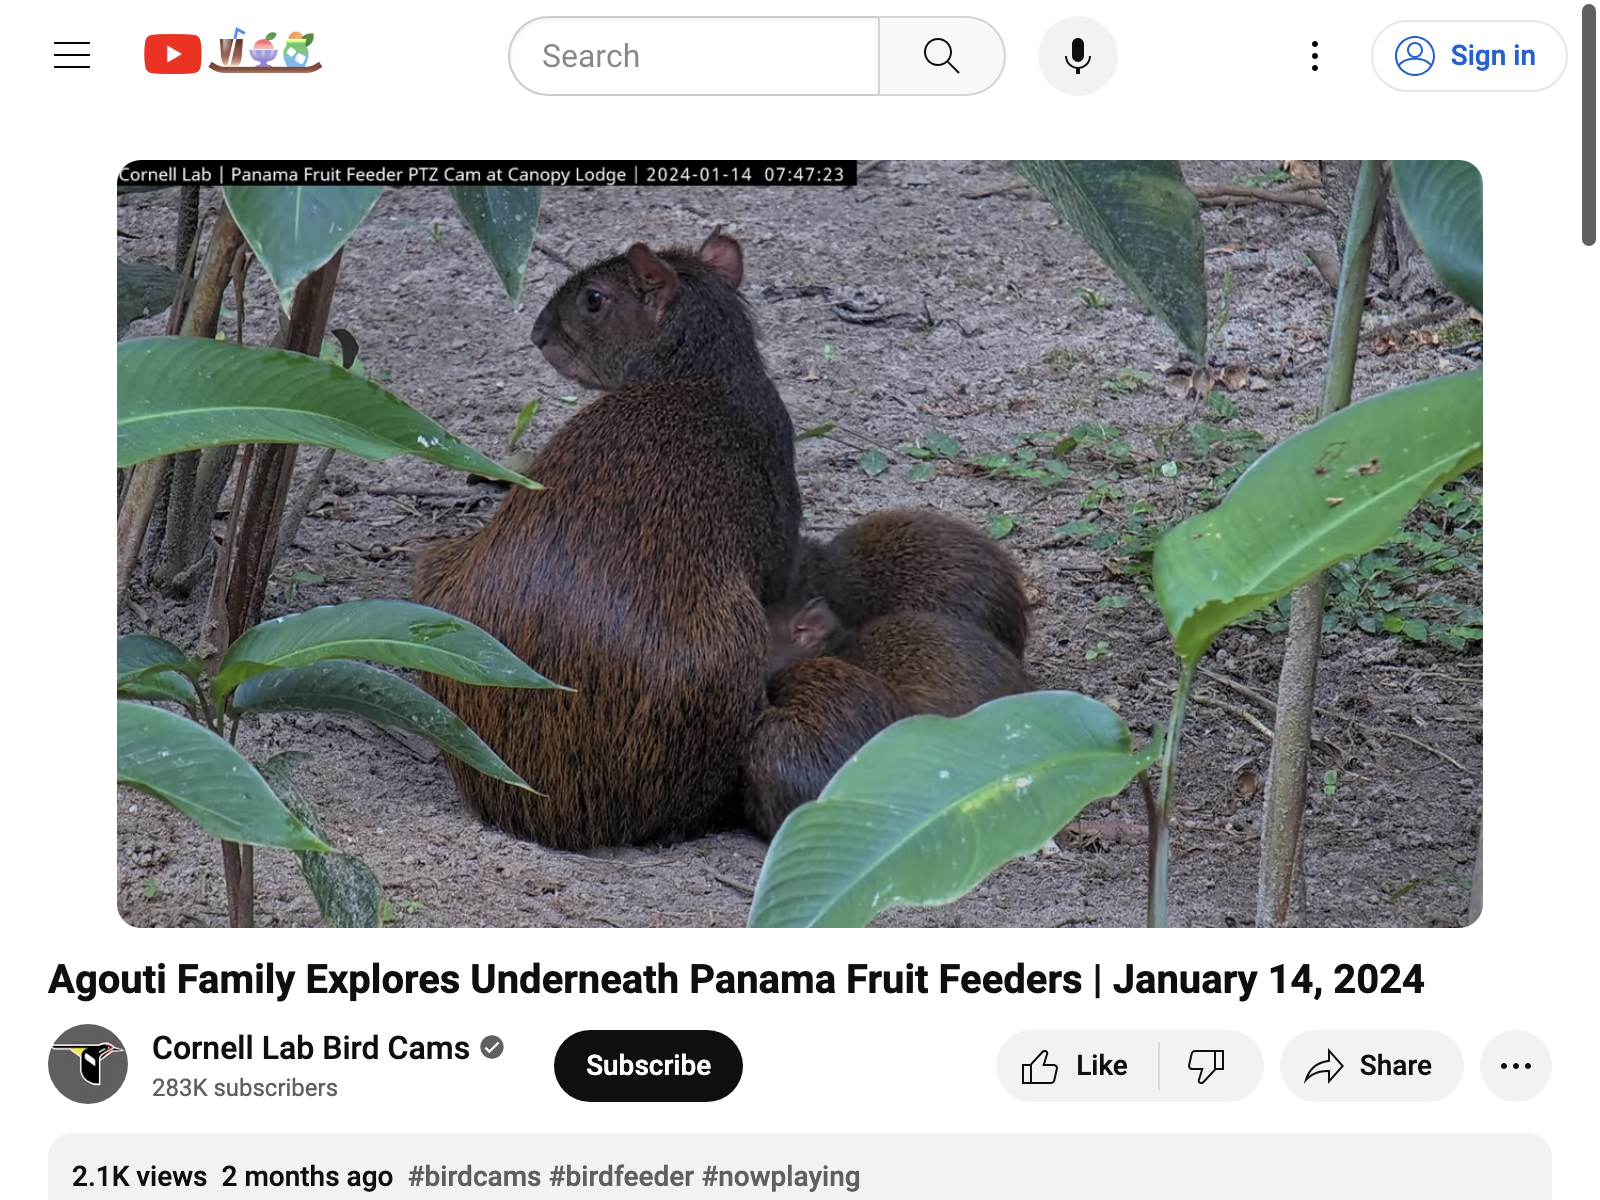 Search
Sign in
Cornell Lab | Panama Fruit Feeder PTZ Cam at Canopy Lodge | 2024-01-14 07:47:23
Agouti Family Explores Underneath Panama Fruit Feeders | January 14, 2024
Cornell Lab Bird Cams
283K subscribers
Subscribe
Like
Share
2.1K views 2 months ago #birdcams #birdfeeder #nowplaying